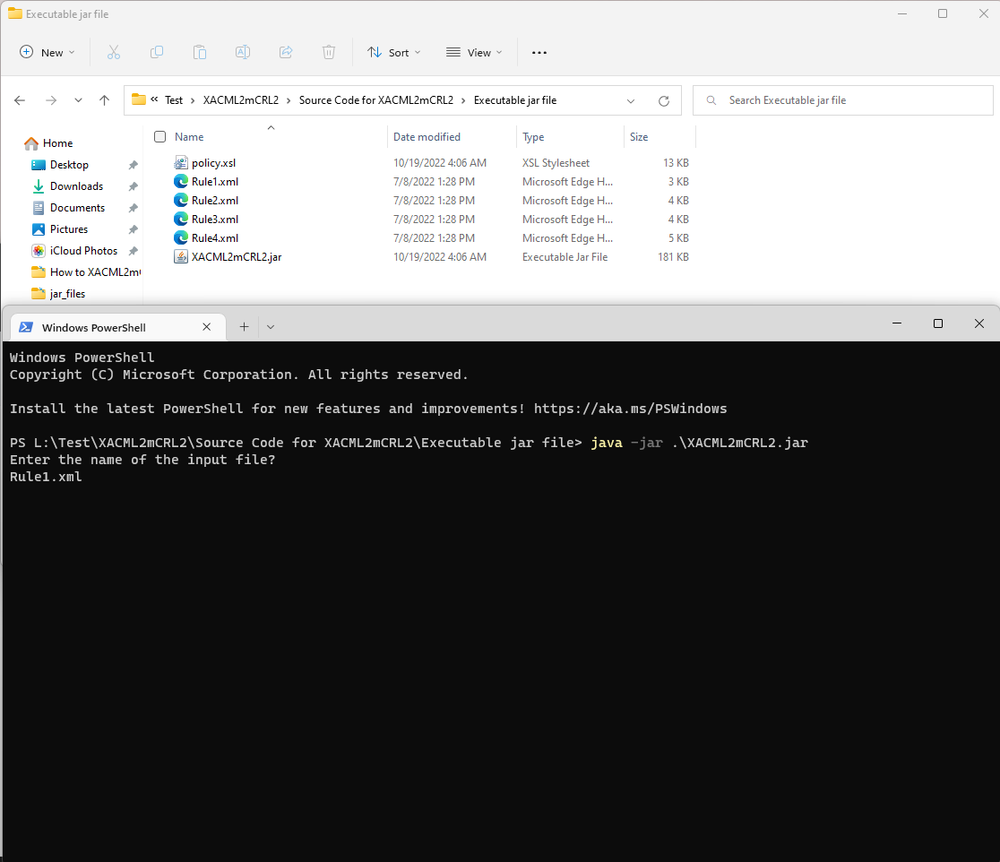 Executable jar file
New
Sort
View
« Test > XACML2mCRL2 > Source Code for XACML2mCRL2 > Executable jar file
Search Executable jar file
Home
Desktop
Downloads
Documents
Pictures
iCloud Photos
How to XACML2m
jar_files
Name Date modified Type Size
policy.xsl 10/19/2022 4:06 AM XSL Stylesheet 13 KB
Rule1.xml 7/8/2022 1:28 PM Microsoft Edge H... 3 KB
Rule2.xml 7/8/2022 1:28 PM Microsoft Edge H... 4 KB
Rule3.xml 7/8/2022 1:28 PM Microsoft Edge H... 4 KB
Rule4.xml 7/8/2022 1:28 PM Microsoft Edge H... 5 KB
XACML2mCRL2.jar 10/19/2022 4:06 AM Executable Jar File 181 KB
Windows PowerShell
Windows PowerShell
Copyright (C) Microsoft Corporation. All rights reserved.
Install the latest PowerShell for new features and improvements! https://aka.ms/PSWindows
PS L:\Test\XACML2mCRL2\Source Code for XACML2mCRL2\Executable jar file> java -jar .\XACML2mCRL2.jar
Enter the name of the input file?
Rule1.xml